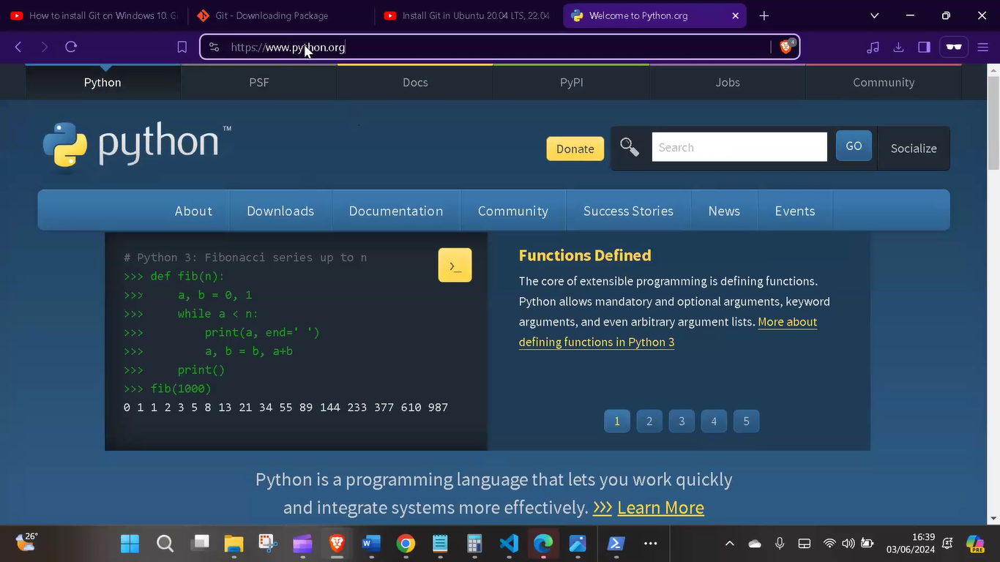 How to install Git on Windows 10. Gi
Git - Downloading Package
Install Git in Ubuntu 20.04 LTS, 22.04
Welcome to Python.org
https://www.python.org
4
Python
PSF
Docs
PyPI
Jobs
Community
python™
Donate
Search
GO
Socialize
About
Downloads
Documentation
Community
Success Stories
News
Events
# Python 3: Fibonacci series up to n
>>> def fib(n):
>>>     a, b = 0, 1
>>>     while a < n:
>>>         print(a, end=' ')
>>>         a, b = b, a+b
>>>     print()
>>> fib(1000)
0 1 1 2 3 5 8 13 21 34 55 89 144 233 377 610 987
>_
Functions Defined
The core of extensible programming is defining functions.
Python allows mandatory and optional arguments, keyword
arguments, and even arbitrary argument lists. More about
defining functions in Python 3
1 2 3 4 5
Python is a programming language that lets you work quickly
and integrate systems more effectively. >>> Learn More
26°
16:39
03/06/2024
PRE